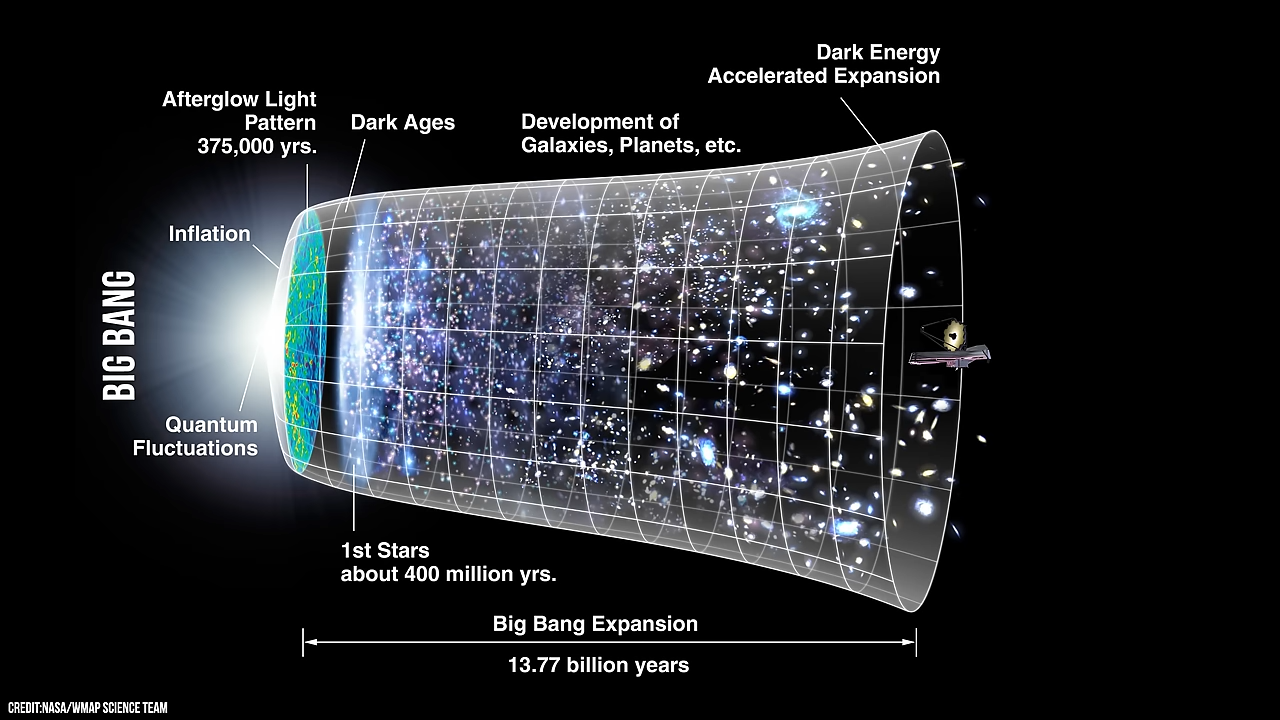 Dark Energy
Accelerated Expansion
Afterglow Light
Pattern
375,000 yrs.
Dark Ages
Development of
Galaxies, Planets, etc.
Inflation
BIG BANG
Quantum
Fluctuations
1st Stars
about 400 million yrs.
Big Bang Expansion
13.77 billion years
CREDIT:NASA/WMAP SCIENCE TEAM